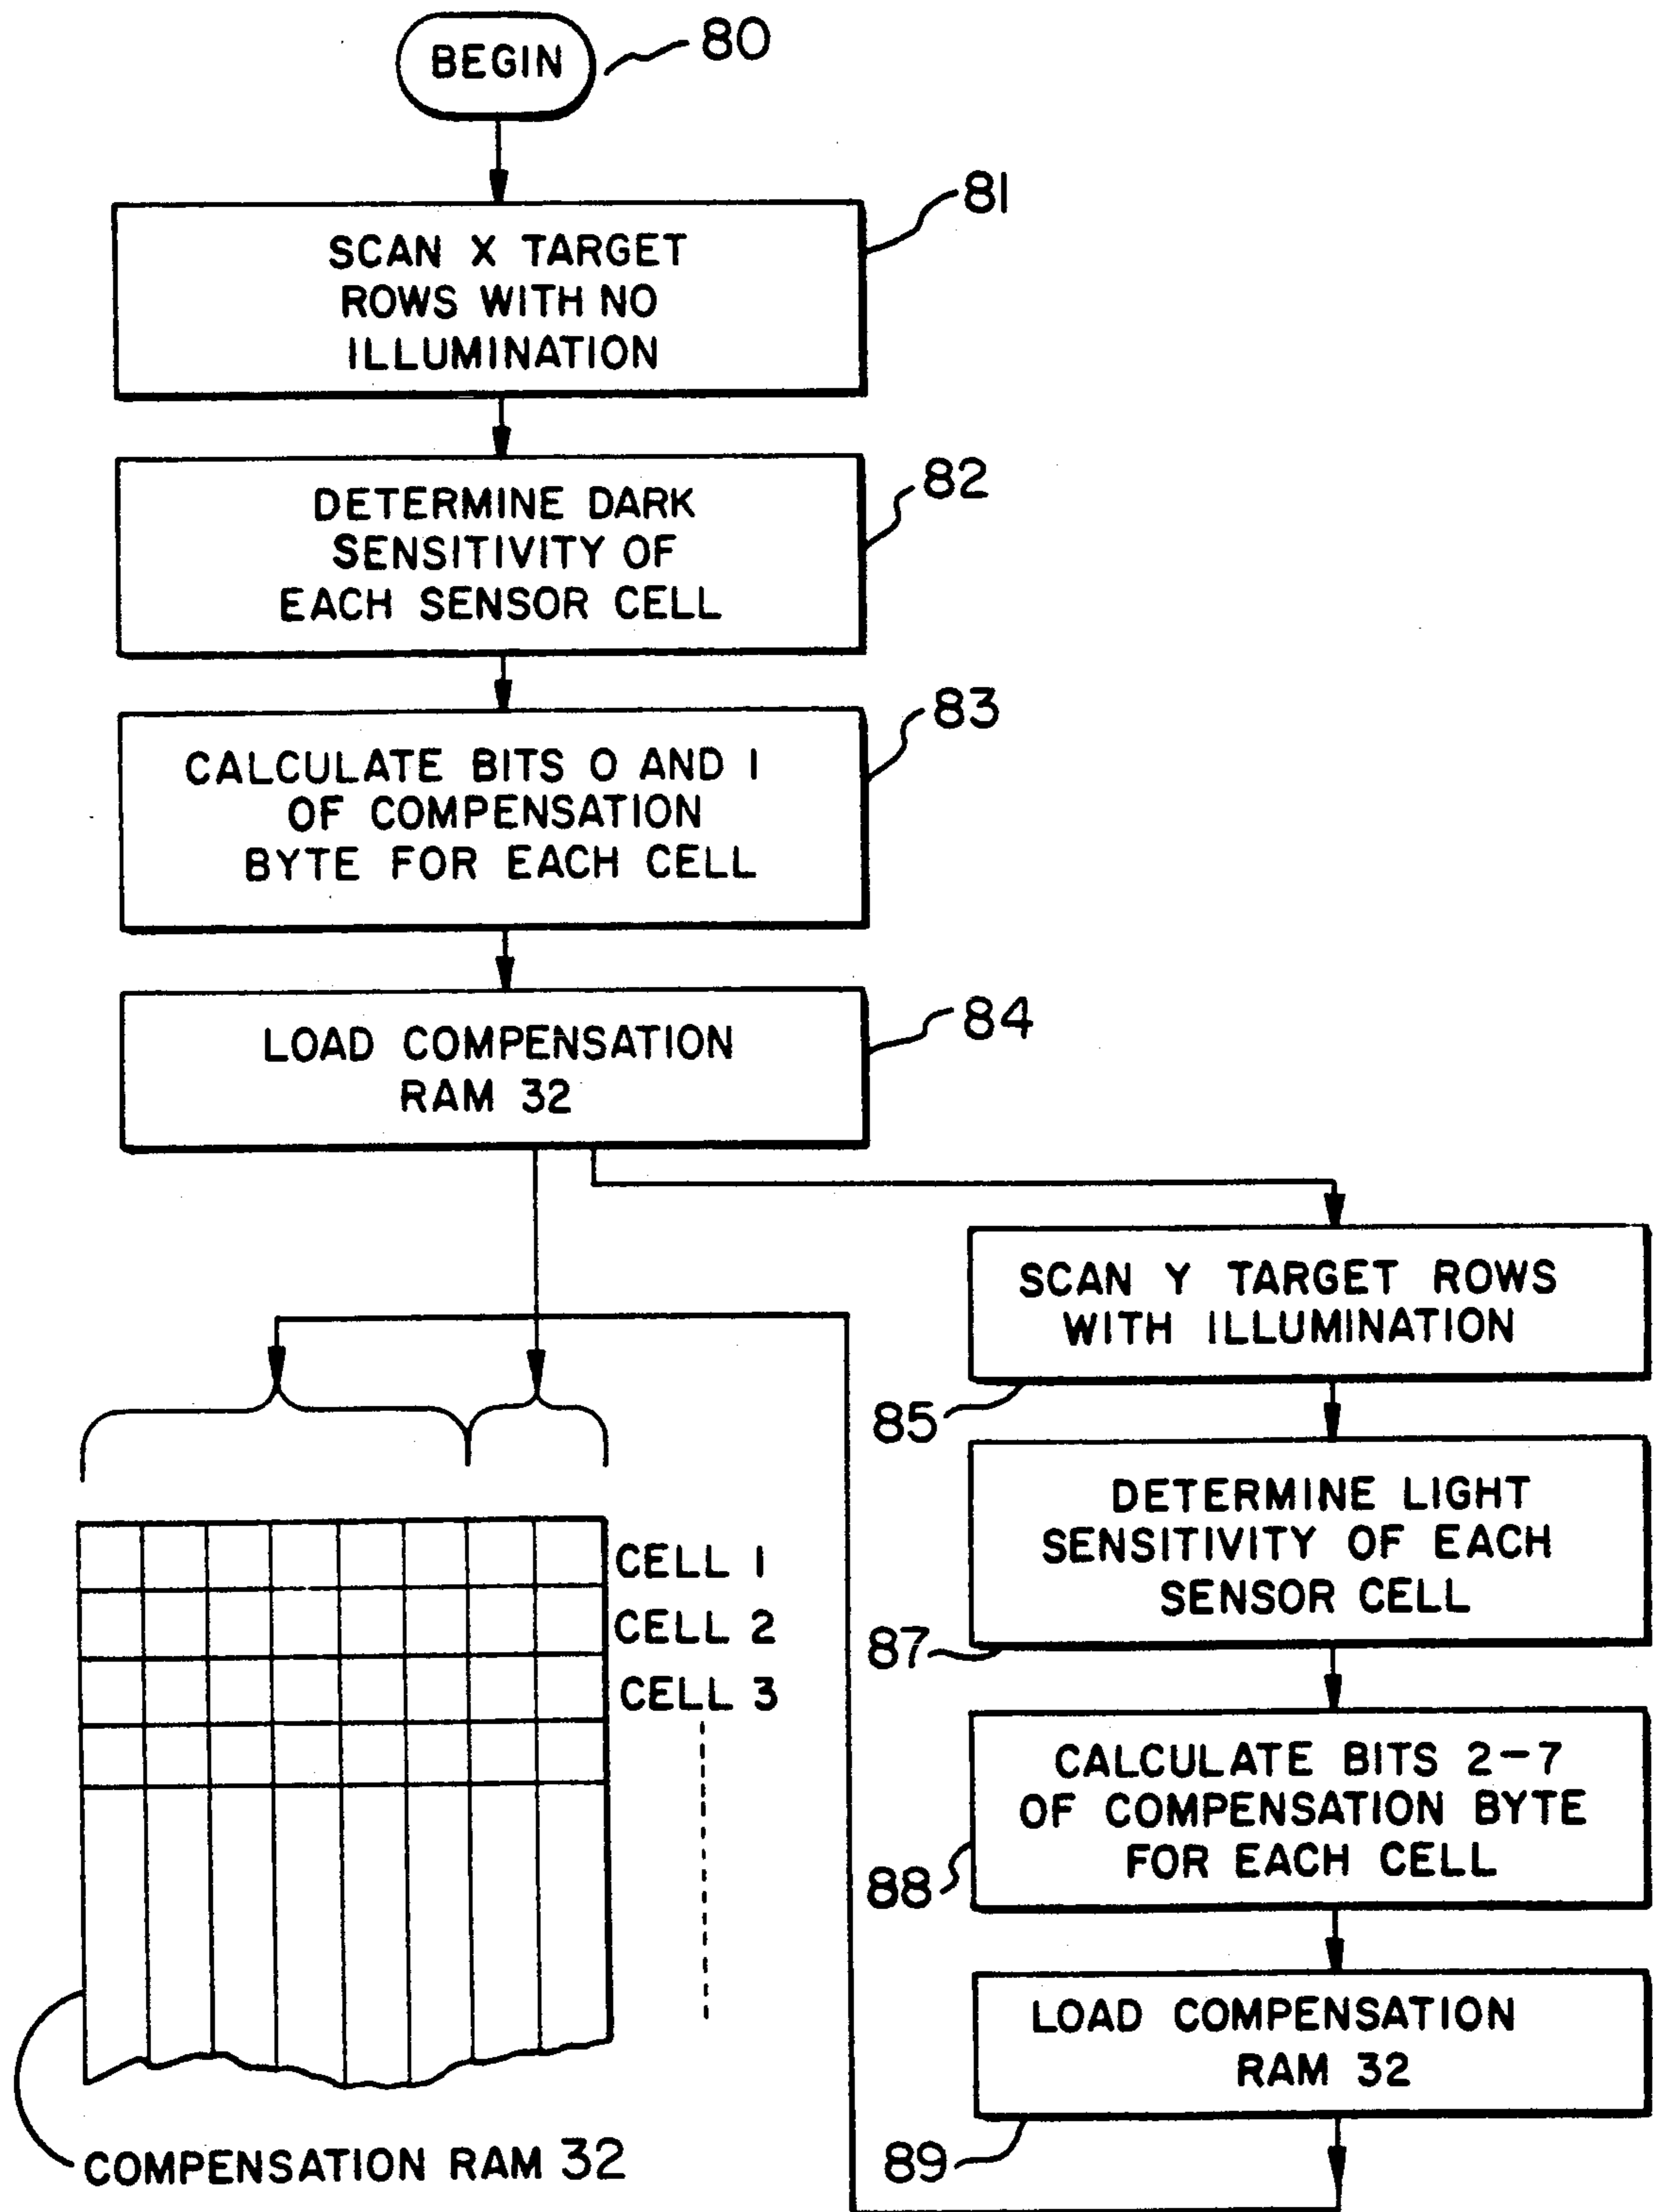 BEGIN
80
SCAN X TARGET
ROWS WITH NO
ILLUMINATION
81
DETERMINE DARK
SENSITIVITY OF
EACH SENSOR CELL
82
CALCULATE BITS 0 AND 1
OF COMPENSATION
BYTE FOR EACH CELL
83
LOAD COMPENSATION
RAM 32
84
SCAN Y TARGET ROWS
WITH ILLUMINATION
85
DETERMINE LIGHT
SENSITIVITY OF EACH
SENSOR CELL
87
CALCULATE BITS 2-7
OF COMPENSATION BYTE
FOR EACH CELL
88
LOAD COMPENSATION
RAM 32
89
CELL 1
CELL 2
CELL 3
COMPENSATION RAM 32